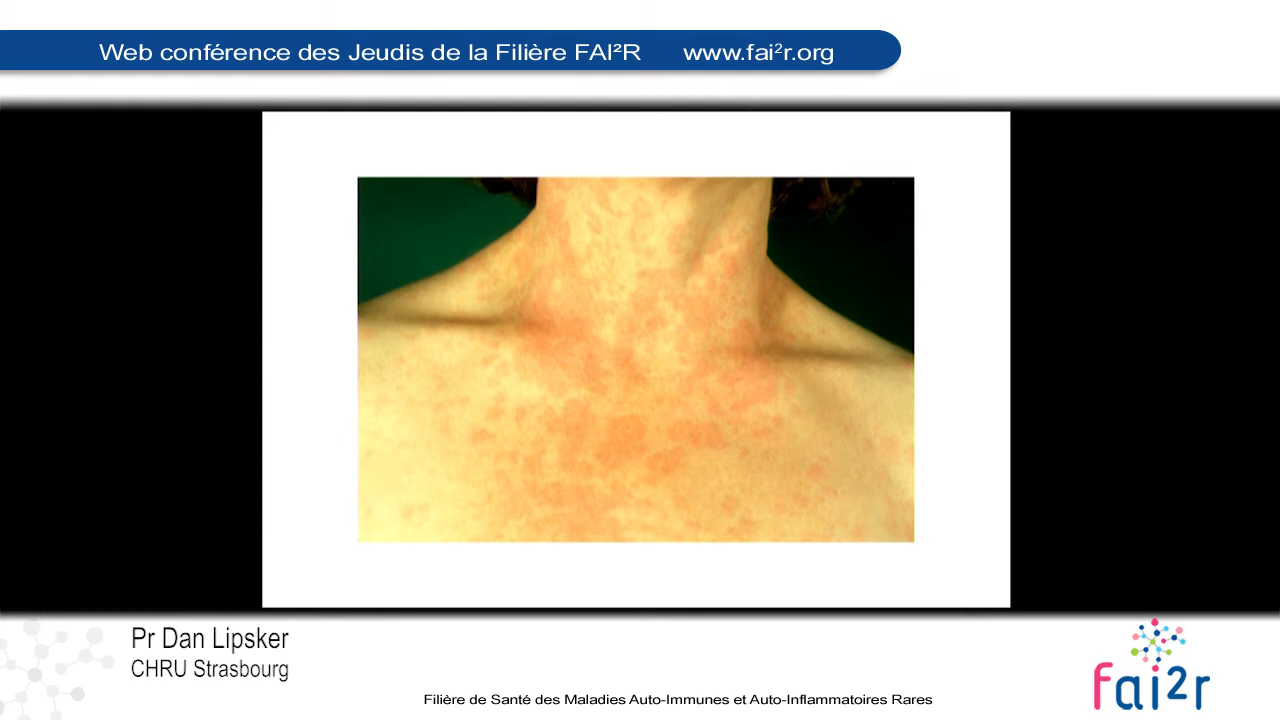 Web conférence des Jeudis de la Filière FAI²R www.fai²r.org
Pr Dan Lipsker
CHRU Strasbourg
Filière de Santé des Maladies Auto-Immunes et Auto-Inflammatoires Rares
fai2r